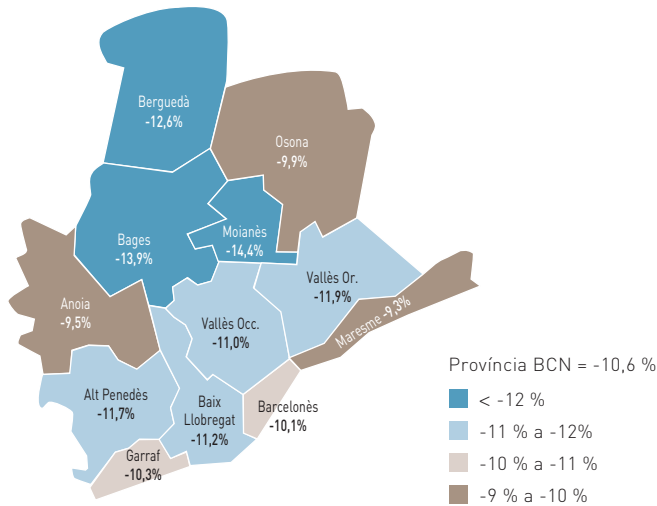 Berguedà
-12,6%
Osona
-9,9%
Bages
-13,9%
Moianès
-14,4%
Vallès Or.
-11,9%
Anoia
-9,5%
Vallès Occ.
-11,0%
Maresme -9,3%
Alt Penedès
-11,7%
Baix
Llobregat
-11,2%
Barcelonès
-10,1%
Garraf
-10,3%
Província BCN = -10,6 %
< -12 %
-11 % a -12%
-10 % a -11 %
-9 % a -10 %